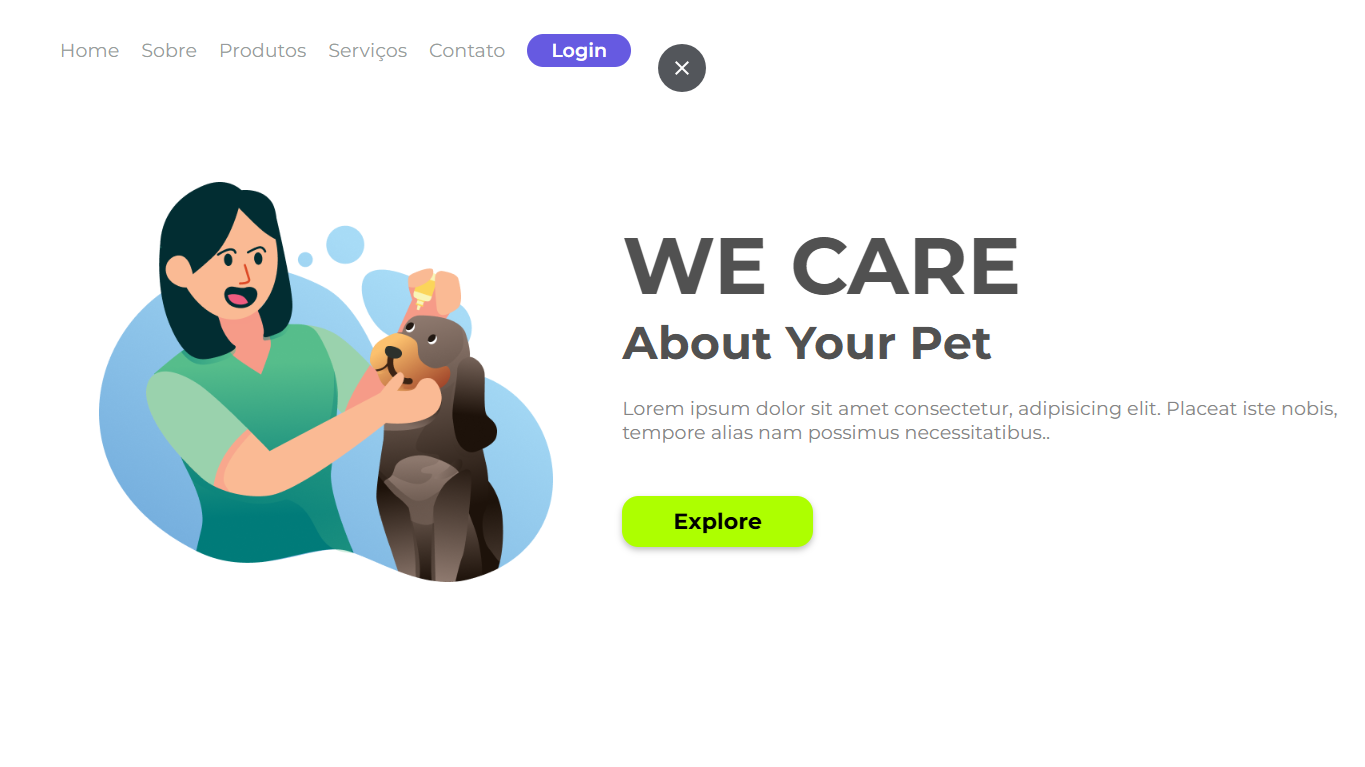 Home Sobre Produtos Serviços Contato Login
WE CARE
About Your Pet
Lorem ipsum dolor sit amet consectetur, adipisicing elit. Placeat iste nobis,
tempore alias nam possimus necessitatibus..
Explore